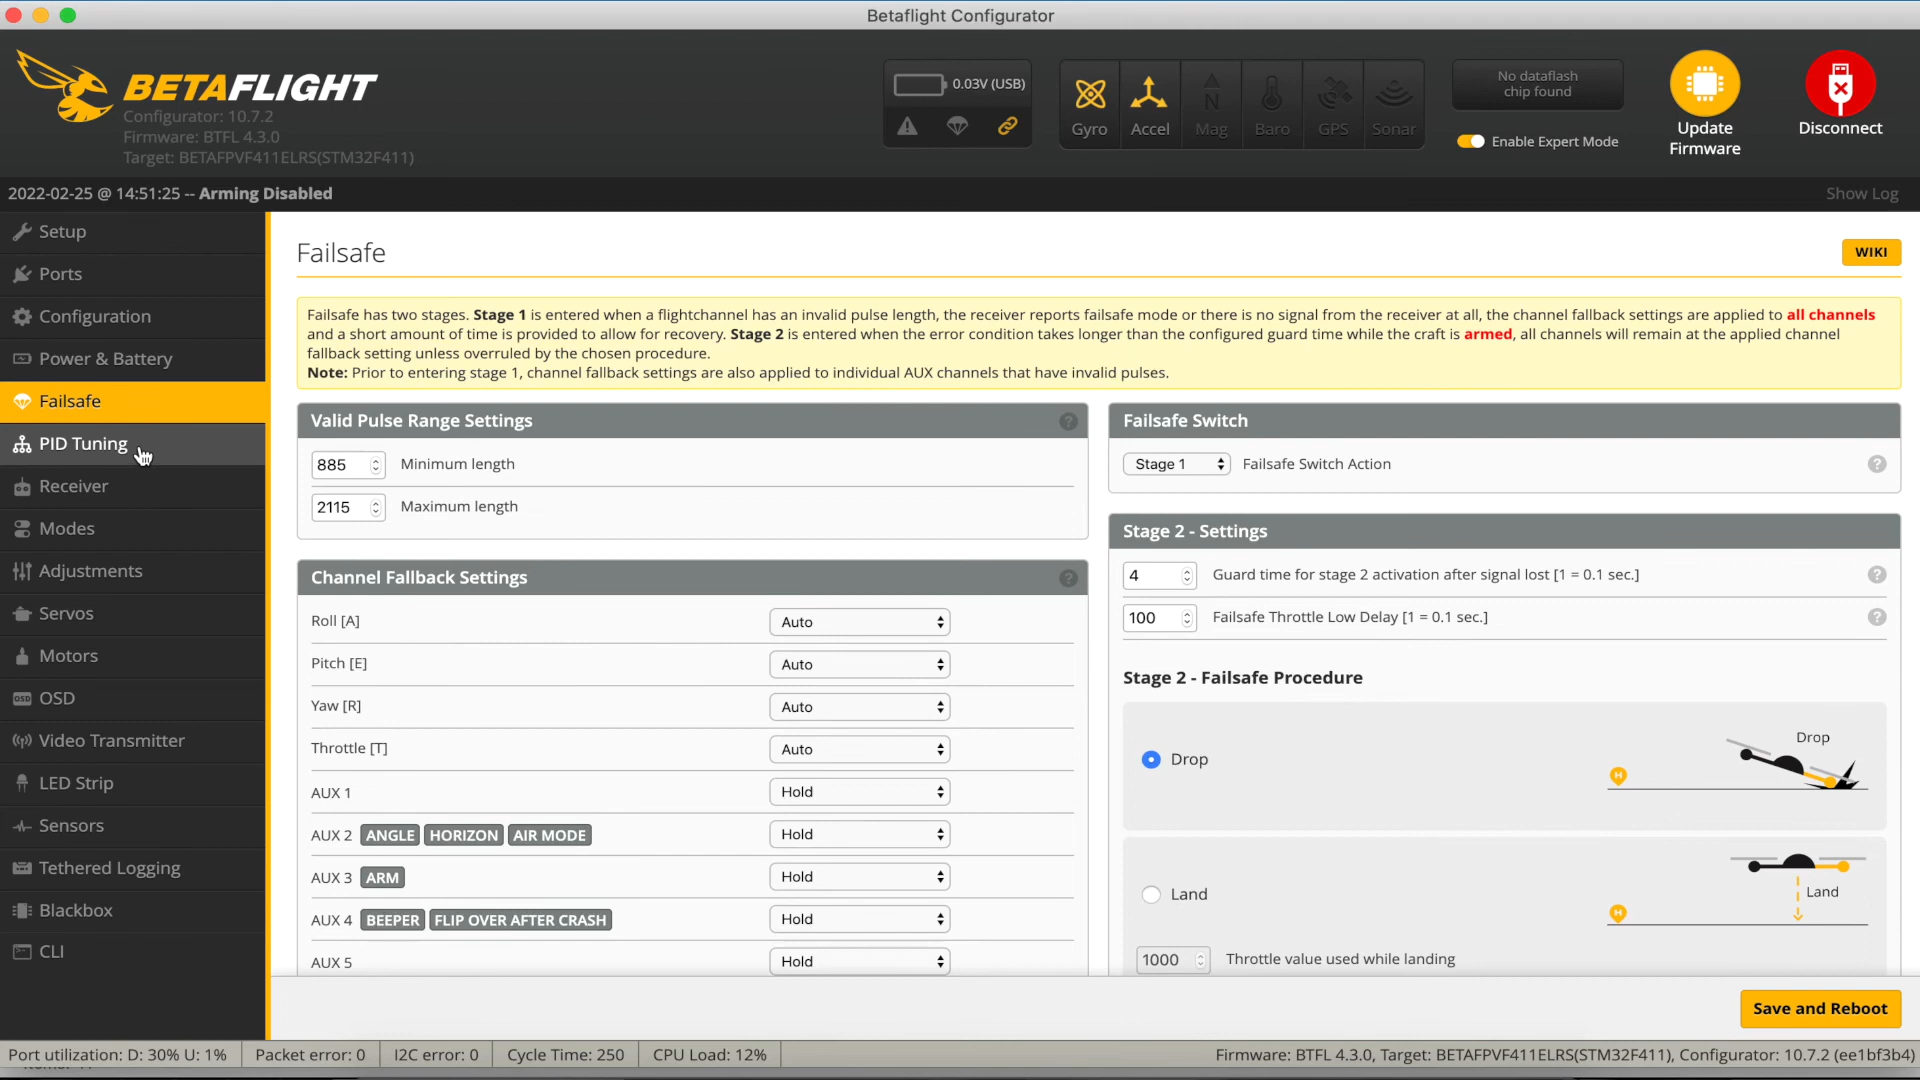 Betaflight Configurator
BETAFLIGHT
Configurator: 10.7.2
Firmware: BTFL 4.3.0
Target: BETAFPVF411ELRS(STM32F411)
0.03V (USB)
Gyro
Accel
Mag
Baro
GPS
Sonar
No dataflash
chip found
Enable Expert Mode
Update
Firmware
Disconnect
2022-02-25 @ 14:51:25 -- Arming Disabled
Show Log
Setup
Ports
Configuration
Power & Battery
Failsafe
PID Tuning
Receiver
Modes
Adjustments
Servos
Motors
OSD
OSD
Video Transmitter
LED Strip
Sensors
Tethered Logging
Blackbox
CLI
Failsafe
WIKI
Failsafe has two stages. Stage 1 is entered when a flightchannel has an invalid pulse length, the receiver reports failsafe mode or there is no signal from the receiver at all, the channel fallback settings are applied to all channels
and a short amount of time is provided to allow for recovery. Stage 2 is entered when the error condition takes longer than the configured guard time while the craft is armed, all channels will remain at the applied channel
fallback setting unless overruled by the chosen procedure.
Note: Prior to entering stage 1, channel fallback settings are also applied to individual AUX channels that have invalid pulses.
Valid Pulse Range Settings
?
885 Minimum length
2115 Maximum length
Channel Fallback Settings
?
Roll [A] Auto
Pitch [E] Auto
Yaw [R] Auto
Throttle [T] Auto
AUX 1 Hold
AUX 2 ANGLE HORIZON AIR MODE Hold
AUX 3 ARM Hold
AUX 4 BEEPER FLIP OVER AFTER CRASH Hold
AUX 5 Hold
Failsafe Switch
Stage 1 Failsafe Switch Action ?
Stage 2 - Settings
4 Guard time for stage 2 activation after signal lost [1 = 0.1 sec.] ?
100 Failsafe Throttle Low Delay [1 = 0.1 sec.] ?
Stage 2 - Failsafe Procedure
Drop
Drop
H
Land
Land
H
1000 Throttle value used while landing
Save and Reboot
Port utilization: D: 30% U: 1%
Packet error: 0
I2C error: 0
Cycle Time: 250
CPU Load: 12%
Firmware: BTFL 4.3.0, Target: BETAFPVF411ELRS(STM32F411), Configurator: 10.7.2 (ee1bf3b4)